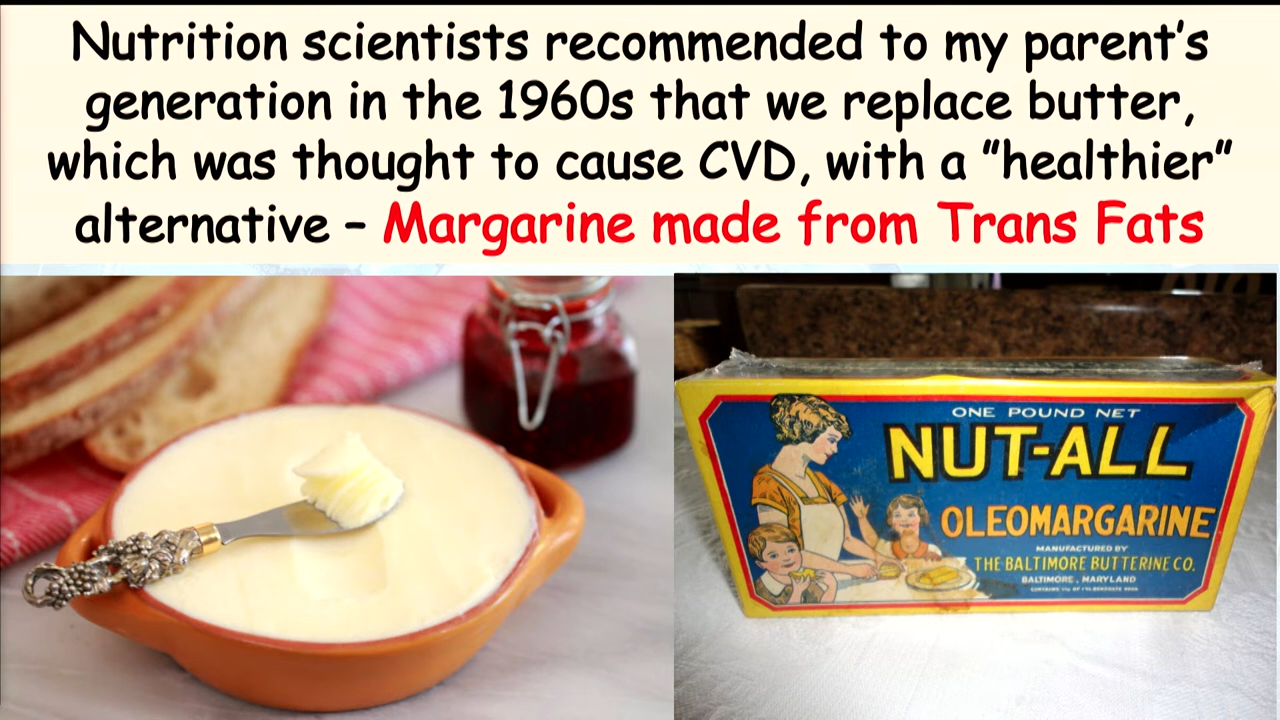 Nutrition scientists recommended to my parent's
generation in the 1960s that we replace butter,
which was thought to cause CVD, with a "healthier"
alternative – Margarine made from Trans Fats
ONE POUND NET
NUT-ALL
OLEOMARGARINE
MANUFACTURED BY
THE BALTIMORE BUTTERINE CO.
BALTIMORE, MARYLAND